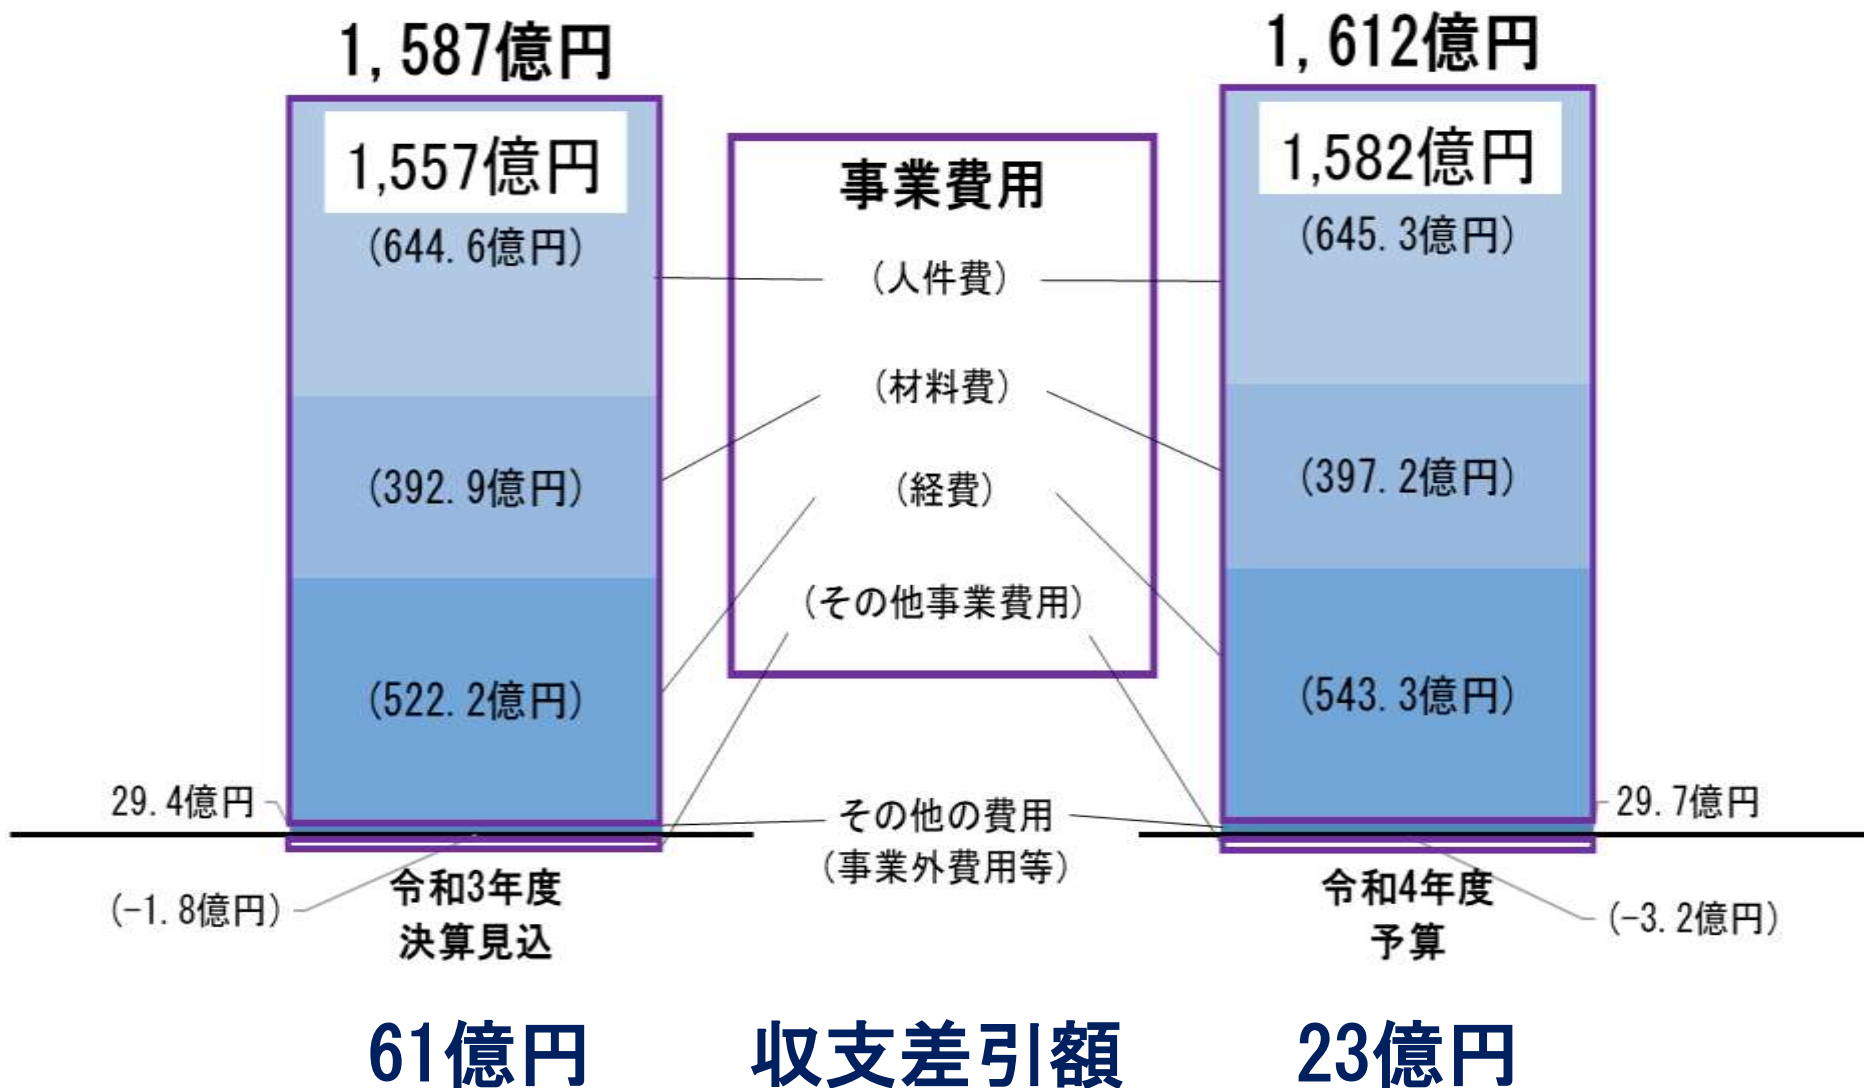 1,587億円
1,612億円
1,557億円
1,582億円
事業費用
(644.6億円)
(人件費)
(645.3億円)
(材料費)
(392.9億円)
(経費)
(397.2億円)
(その他事業費用)
(522.2億円)
(543.3億円)
29.4億円
その他の費用
(事業外費用等)
29.7億円
(-1.8億円)
令和3年度
決算見込
令和4年度
予算
(-3.2億円)
61億円
収支差引額
23億円